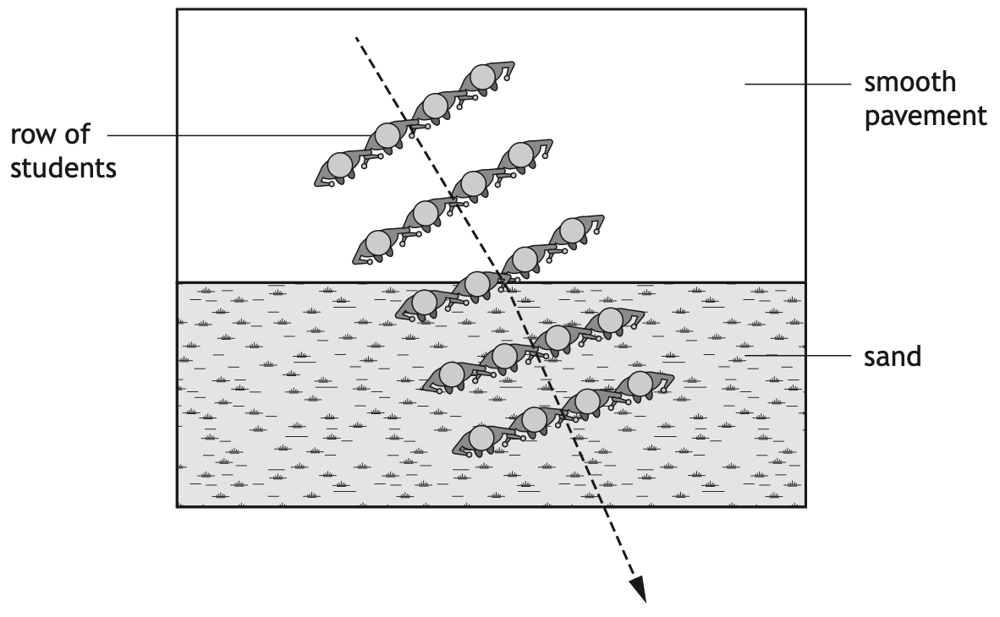 smooth
pavement
row of
students
sand